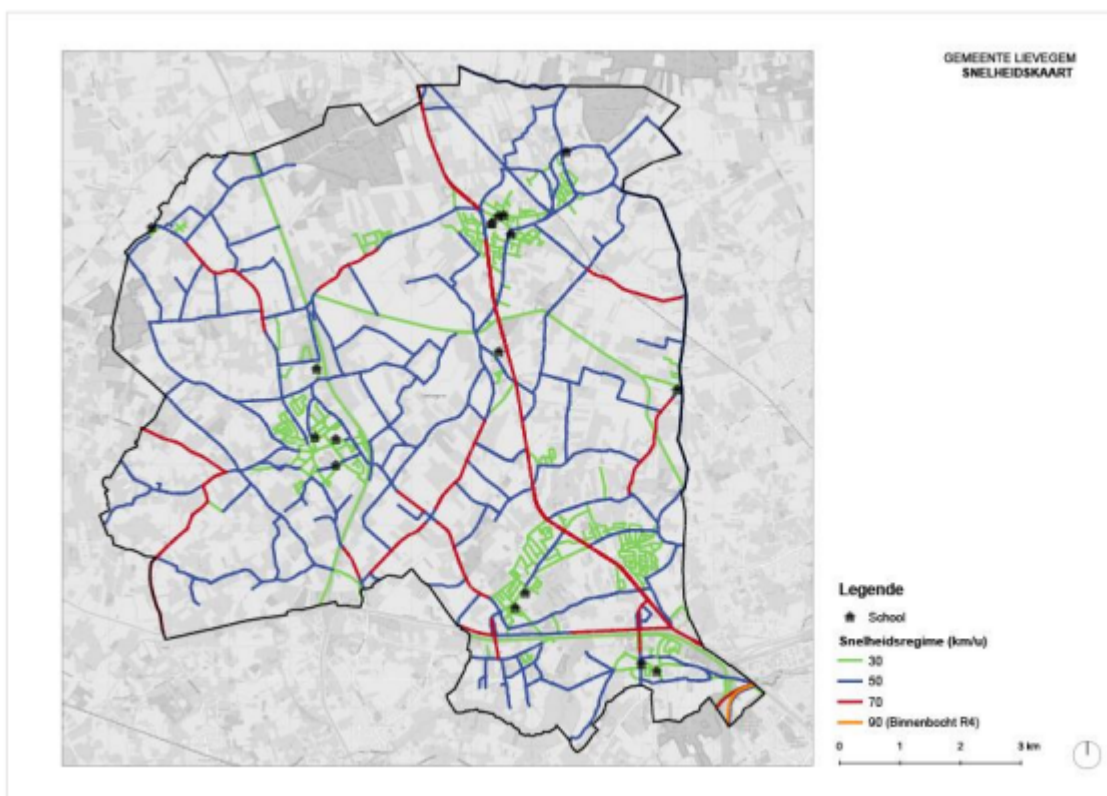 GEMEENTE LIEVEGEM
SNELHEIDSKAART
Legende
School
Snelheidsregime (km/u)
30
50
70
90 (Binnenbocht R4)
0 1 2 3 km